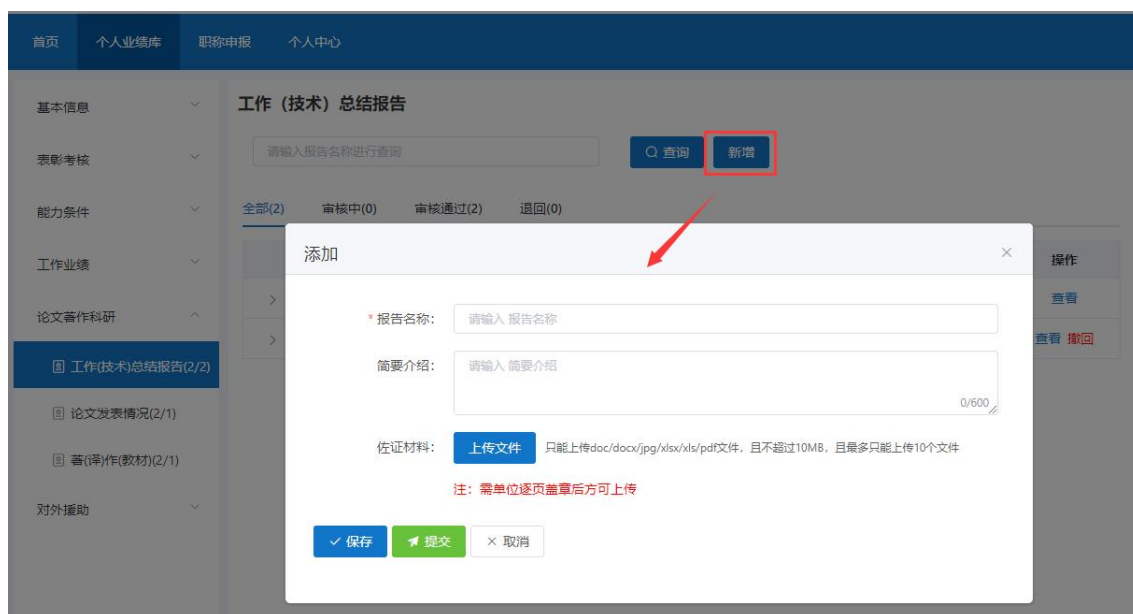 首页 个人业绩库 职称申报 个人中心
基本信息
表彰考核
能力条件
工作业绩
论文著作科研
工作(技术)总结报告(2/2)
论文发表情况(2/1)
著(译)作(教材)(2/1)
对外援助
工作（技术）总结报告
请输入报告名称进行查询 查询 新增
全部(2) 审核中(0) 审核通过(2) 退回(0)
操作
查看
查看 撤回
添加
* 报告名称： 请输入 报告名称
简要介绍： 请输入 简要介绍
0/600
佐证材料： 上传文件 只能上传doc/docx/jpg/xlsx/xls/pdf文件，且不超过10MB，且最多只能上传10个文件
注：需单位逐页盖章后方可上传
保存 提交 取消